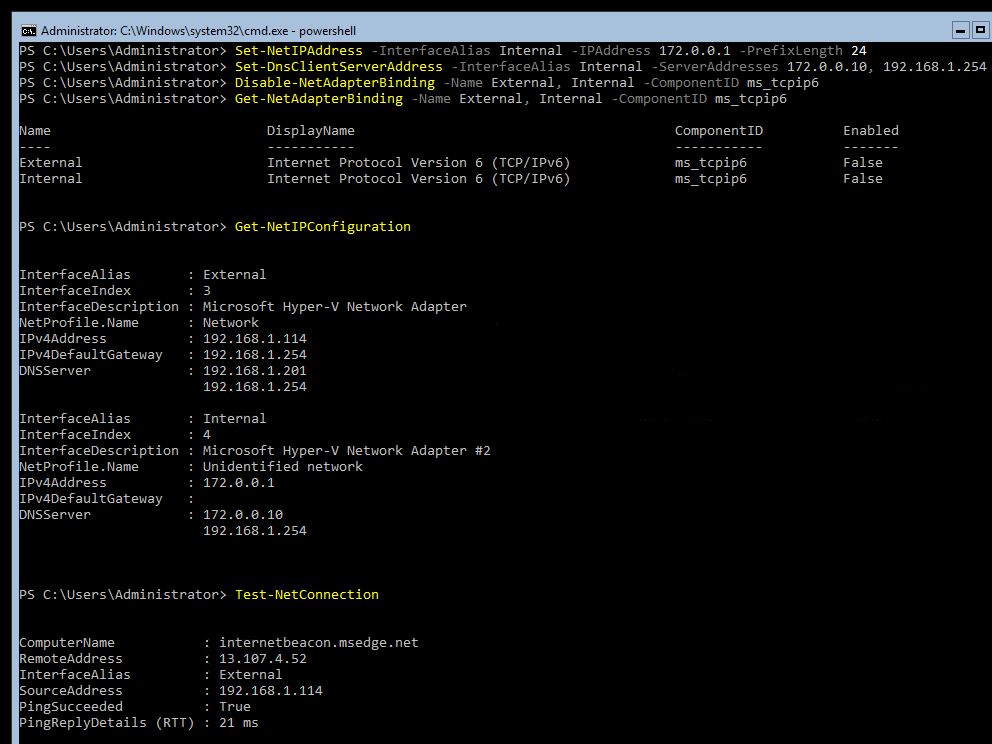 Administrator: C:\Windows\system32\cmd.exe - powershell
PS C:\Users\Administrator> Set-NetIPAddress -InterfaceAlias Internal -IPAddress 172.0.0.1 -PrefixLength 24
PS C:\Users\Administrator> Set-DnsClientServerAddress -InterfaceAlias Internal -ServerAddresses 172.0.0.10, 192.168.1.254
PS C:\Users\Administrator> Disable-NetAdapterBinding -Name External, Internal -ComponentID ms_tcpip6
PS C:\Users\Administrator> Get-NetAdapterBinding -Name External, Internal -ComponentID ms_tcpip6
Name DisplayName ComponentID Enabled
---- ----------- ----------- -------
External Internet Protocol Version 6 (TCP/IPv6) ms_tcpip6 False
Internal Internet Protocol Version 6 (TCP/IPv6) ms_tcpip6 False
PS C:\Users\Administrator> Get-NetIPConfiguration
InterfaceAlias : External
InterfaceIndex : 3
InterfaceDescription : Microsoft Hyper-V Network Adapter
NetProfile.Name : Network
IPv4Address : 192.168.1.114
IPv4DefaultGateway : 192.168.1.254
DNSServer : 192.168.1.201
192.168.1.254
InterfaceAlias : Internal
InterfaceIndex : 4
InterfaceDescription : Microsoft Hyper-V Network Adapter #2
NetProfile.Name : Unidentified network
IPv4Address : 172.0.0.1
IPv4DefaultGateway :
DNSServer : 172.0.0.10
192.168.1.254
PS C:\Users\Administrator> Test-NetConnection
ComputerName : internetbeacon.msedge.net
RemoteAddress : 13.107.4.52
InterfaceAlias : External
SourceAddress : 192.168.1.114
PingSucceeded : True
PingReplyDetails (RTT) : 21 ms